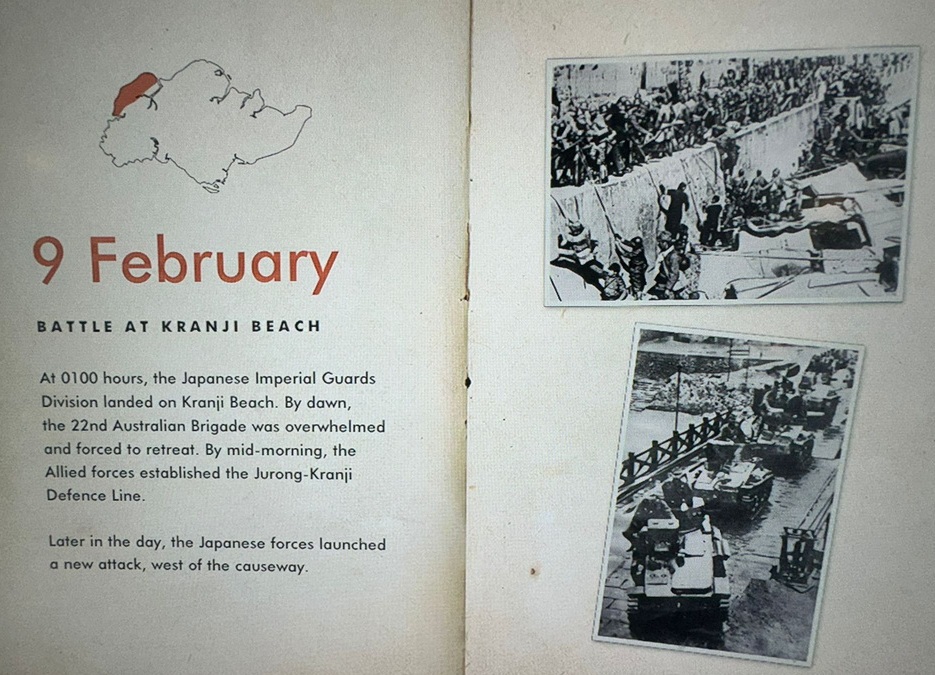 9 February
BATTLE AT KRANJI BEACH
At 0100 hours, the Japanese Imperial Guards
Division landed on Kranji Beach. By dawn,
the 22nd Australian Brigade was overwhelmed
and forced to retreat. By mid-morning, the
Allied forces established the Jurong-Kranji
Defence Line.
Later in the day, the Japanese forces launched
a new attack, west of the causeway.